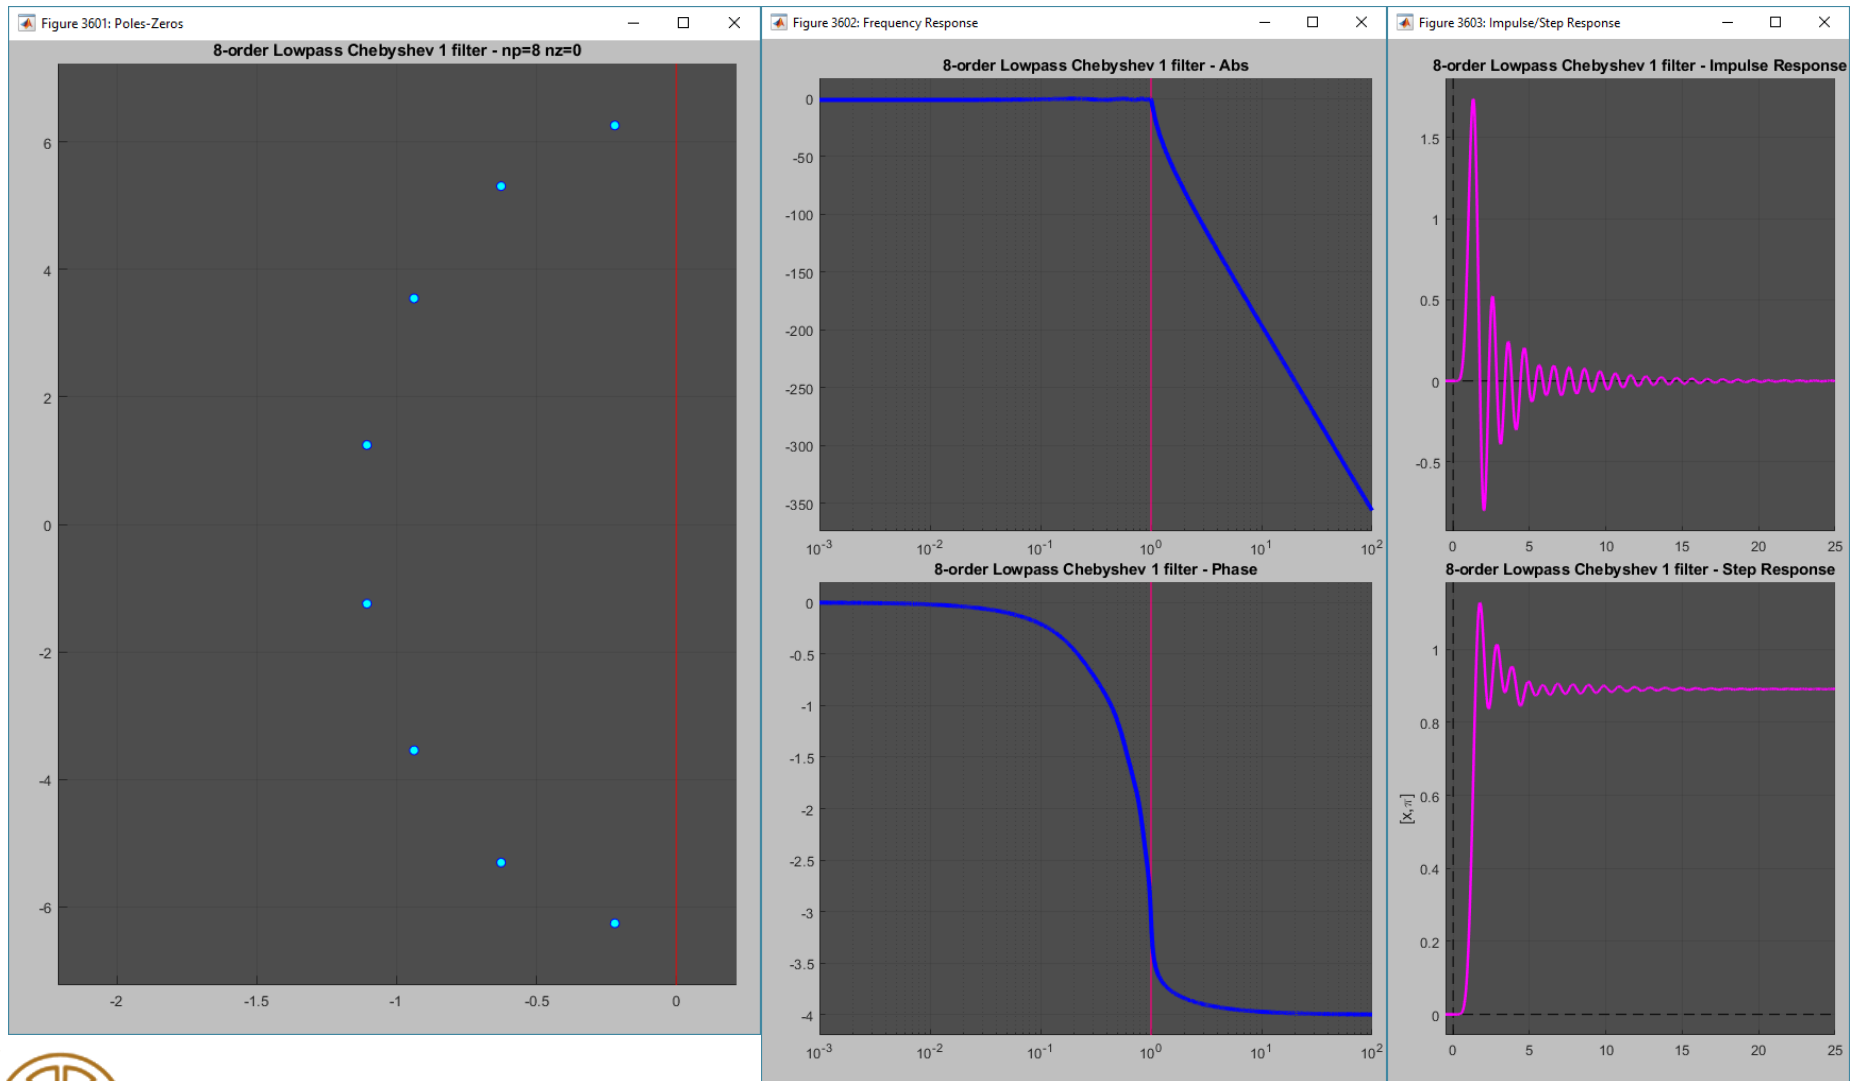 Figure 3601: Poles-Zeros
8-order Lowpass Chebyshev 1 filter - np=8 nz=0
6
4
2
0
-2
-4
-6
-2 -1.5 -1 -0.5 0
Figure 3602: Frequency Response
8-order Lowpass Chebyshev 1 filter - Abs
0
-50
-100
-150
-200
-250
-300
-350
10^-3 10^-2 10^-1 10^0 10^1 10^2
8-order Lowpass Chebyshev 1 filter - Phase
0
-0.5
-1
-1.5
-2
-2.5
-3
-3.5
-4
10^-3 10^-2 10^-1 10^0 10^1 10^2
Figure 3603: Impulse/Step Response
8-order Lowpass Chebyshev 1 filter - Impulse Response
1.5
1
0.5
0
-0.5
0 5 10 15 20 25
8-order Lowpass Chebyshev 1 filter - Step Response
1
0.8
0.6
0.4
0.2
0
[x,π]
0 5 10 15 20 25